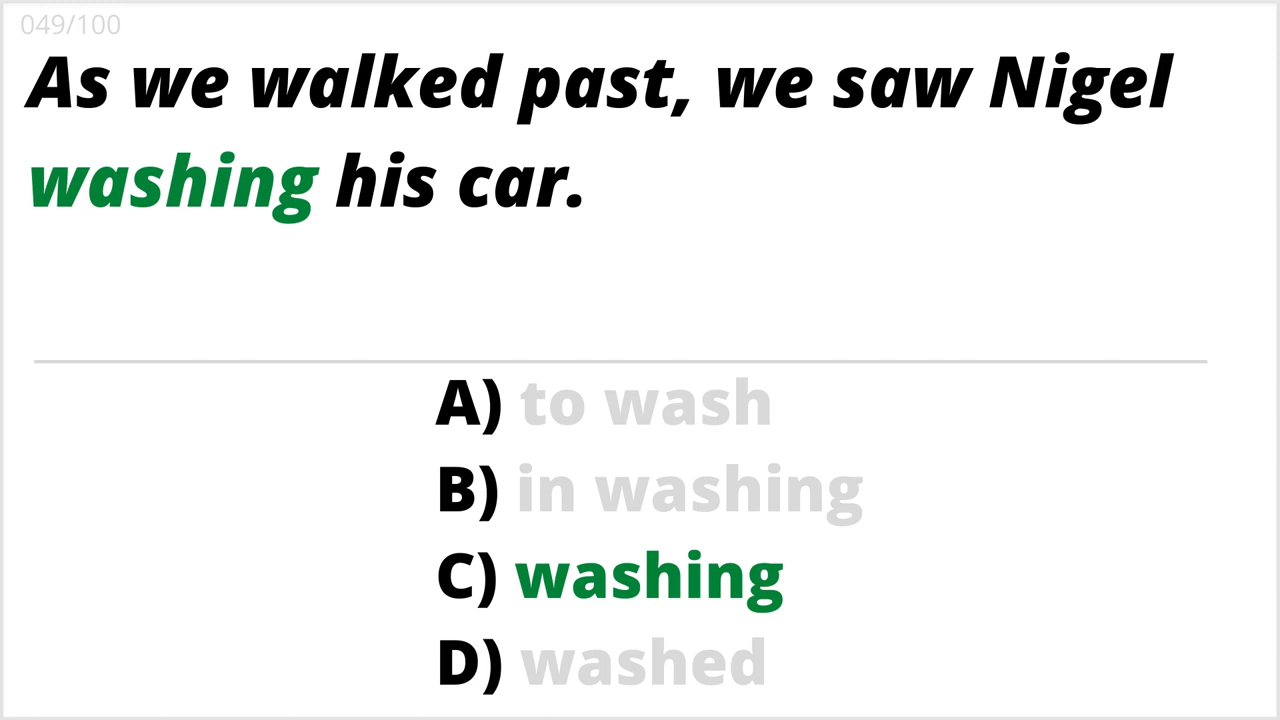 049/100
As we walked past, we saw Nigel
washing his car.
A) to wash
B) in washing
C) washing
D) washed